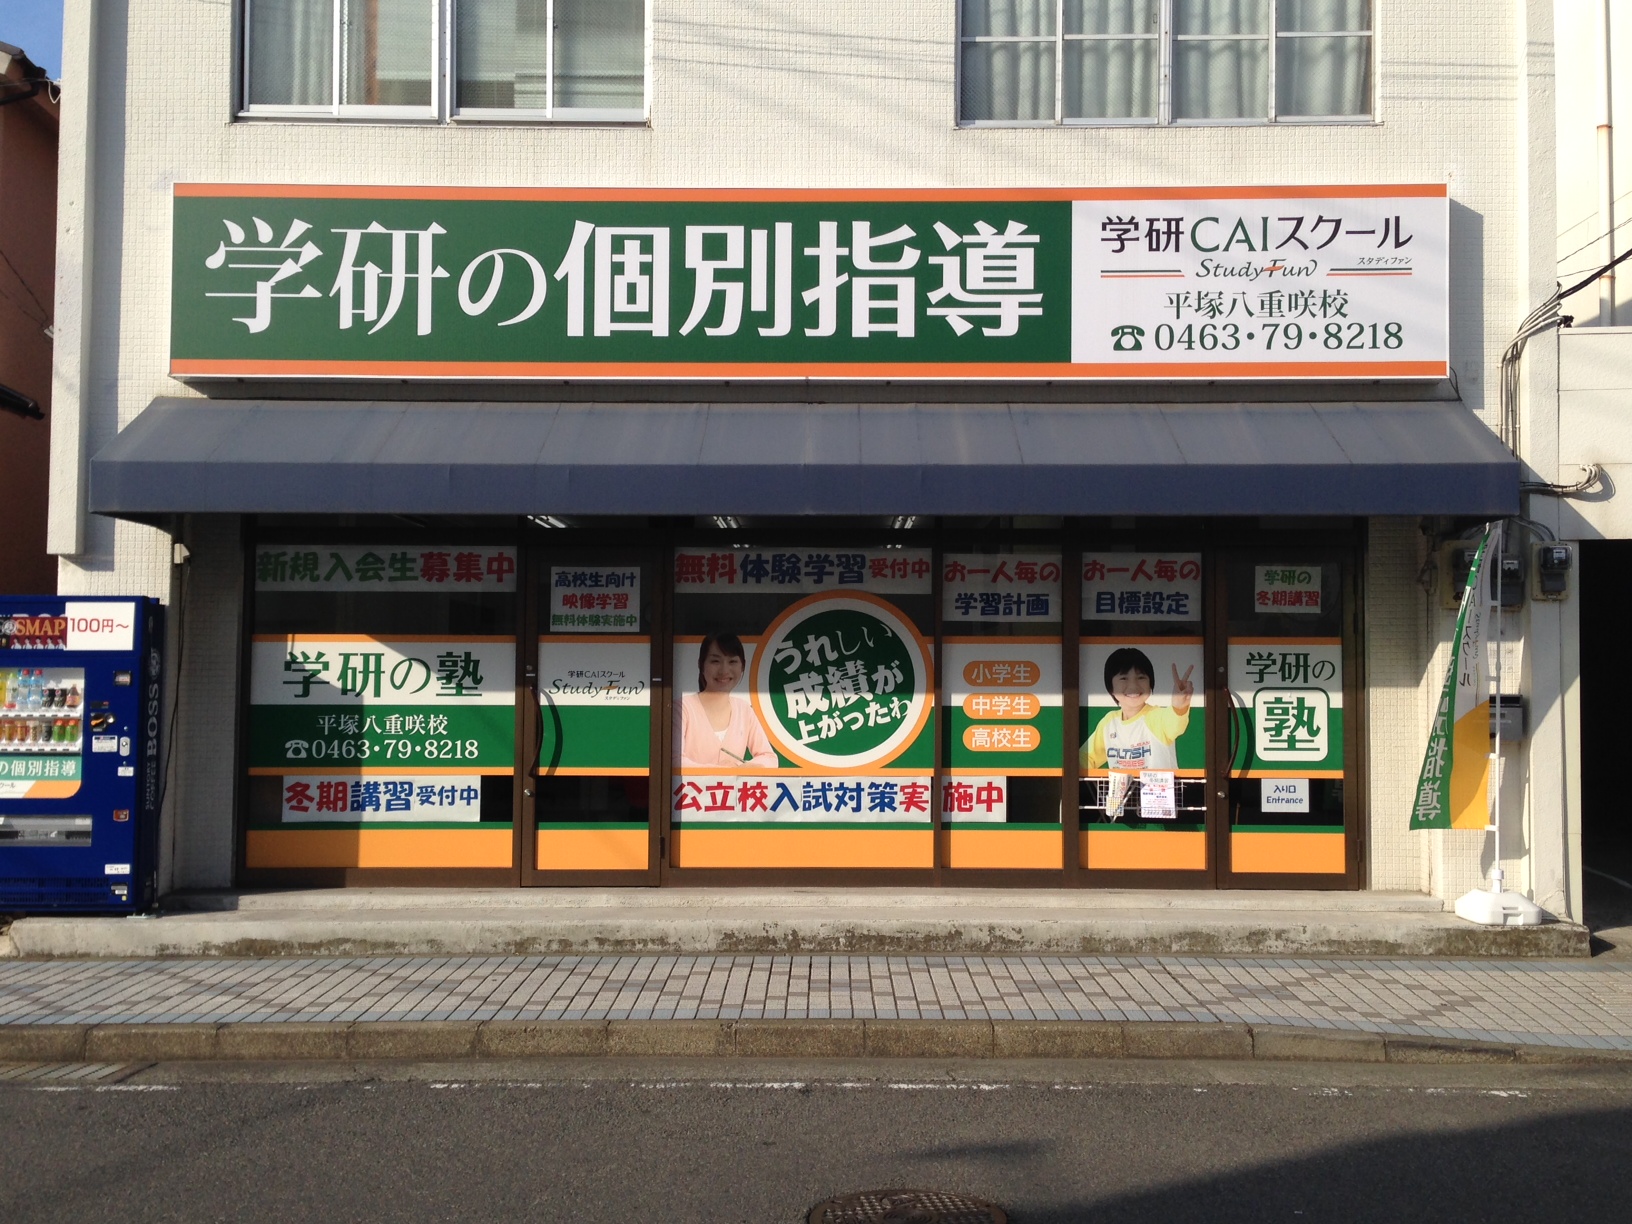 学研の個別指導
学研CAIスクール
StudyFun
スタディファン
平塚八重咲校
☎0463・79・8218
新規入会生募集中
高校生向け
映像学習
無料体験実施中
無料体験学習受付中
お一人毎の
学習計画
お一人毎の
目標設定
学研の
冬期講習
SMAP
100円～
学研の塾
平塚八重咲校
☎0463・79・8218
学研CAIスクール
StudyFun
スタディファン
うれしい
成績が
上がったわ
小学生
中学生
高校生
学研の
塾
冬期講習受付中
公立校入試対策実施中
入り口
Entrance
BOSS
の個別指導